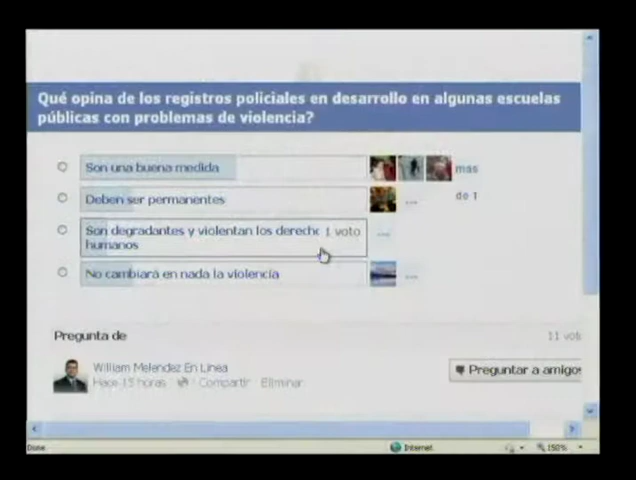 Qué opina de los registros policiales en desarrollo en algunas escuelas
públicas con problemas de violencia?
Son una buena medida
mas
Deben ser permanentes
...
de 1
Son degradantes y violentan los derechc 1 voto
humanos
...
No cambiará en nada la violencia
...
Pregunta de
11 vot
William Melendez En Linea
Hace 15 horas · Compartir · Eliminar
Preguntar a amigos
Done
Internet
150%